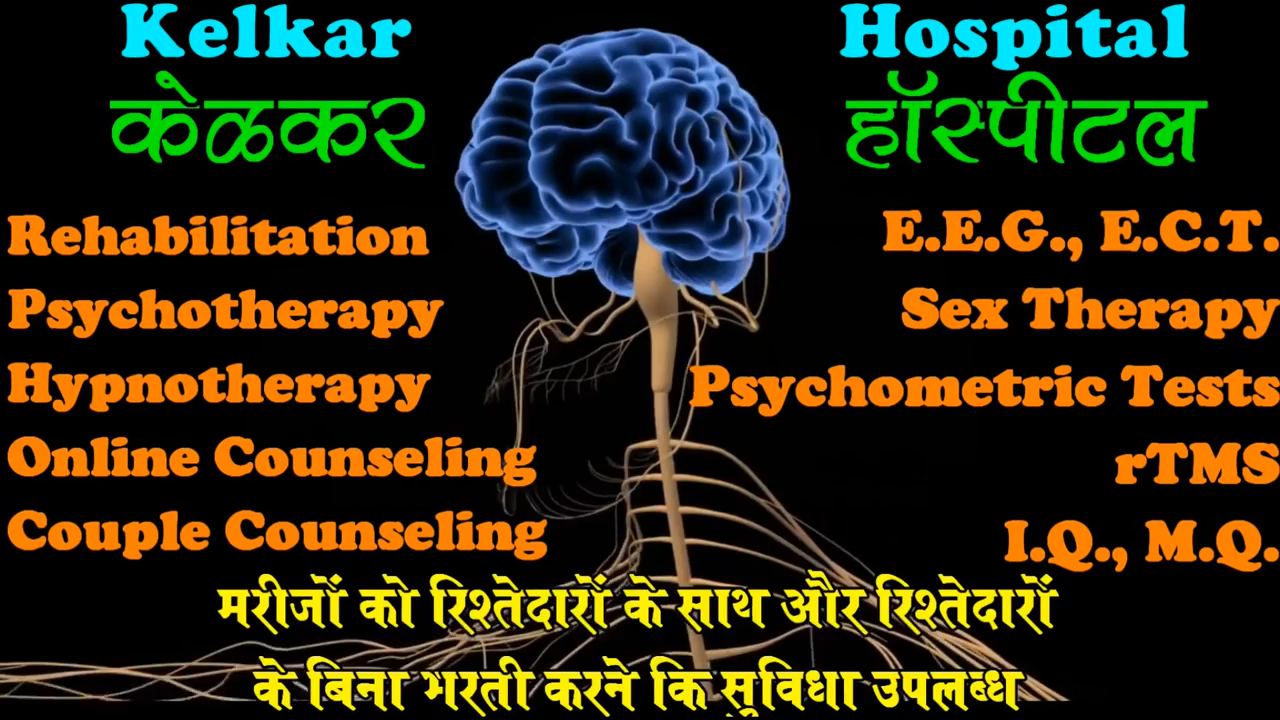 Kelkar Hospital
केळकर हॉस्पीटल
Rehabilitation
Psychotherapy
Hypnotherapy
Online Counseling
Couple Counseling
E.E.G., E.C.T.
Sex Therapy
Psychometric Tests
rTMS
I.Q., M.Q.
मरीजों को रिश्तेदारों के साथ और रिश्तेदारों
के बिना भरती करने कि सुविधा उपलब्ध